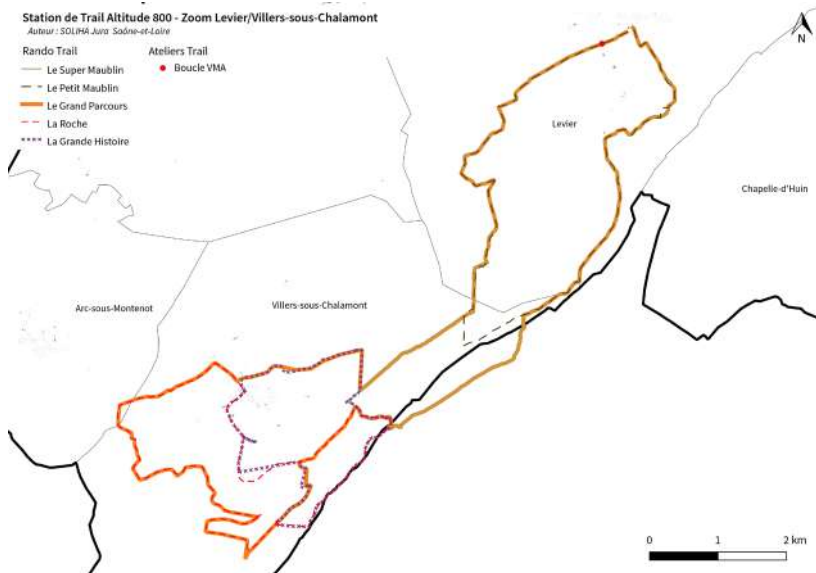 Station de Trail Altitude 800 - Zoom Levier/Villers-sous-Chalamont
Auteur : SOLIHA Jura Saône-et-Loire
Rando Trail
Le Super Maublin
Le Petit Maublin
Le Grand Parcours
La Roche
La Grande Histoire
Ateliers Trail
Boucle VMA
N
Levier
Chapelle-d'Huin
Arc-sous-Montenot
Villers-sous-Chalamont
0 1 2 km